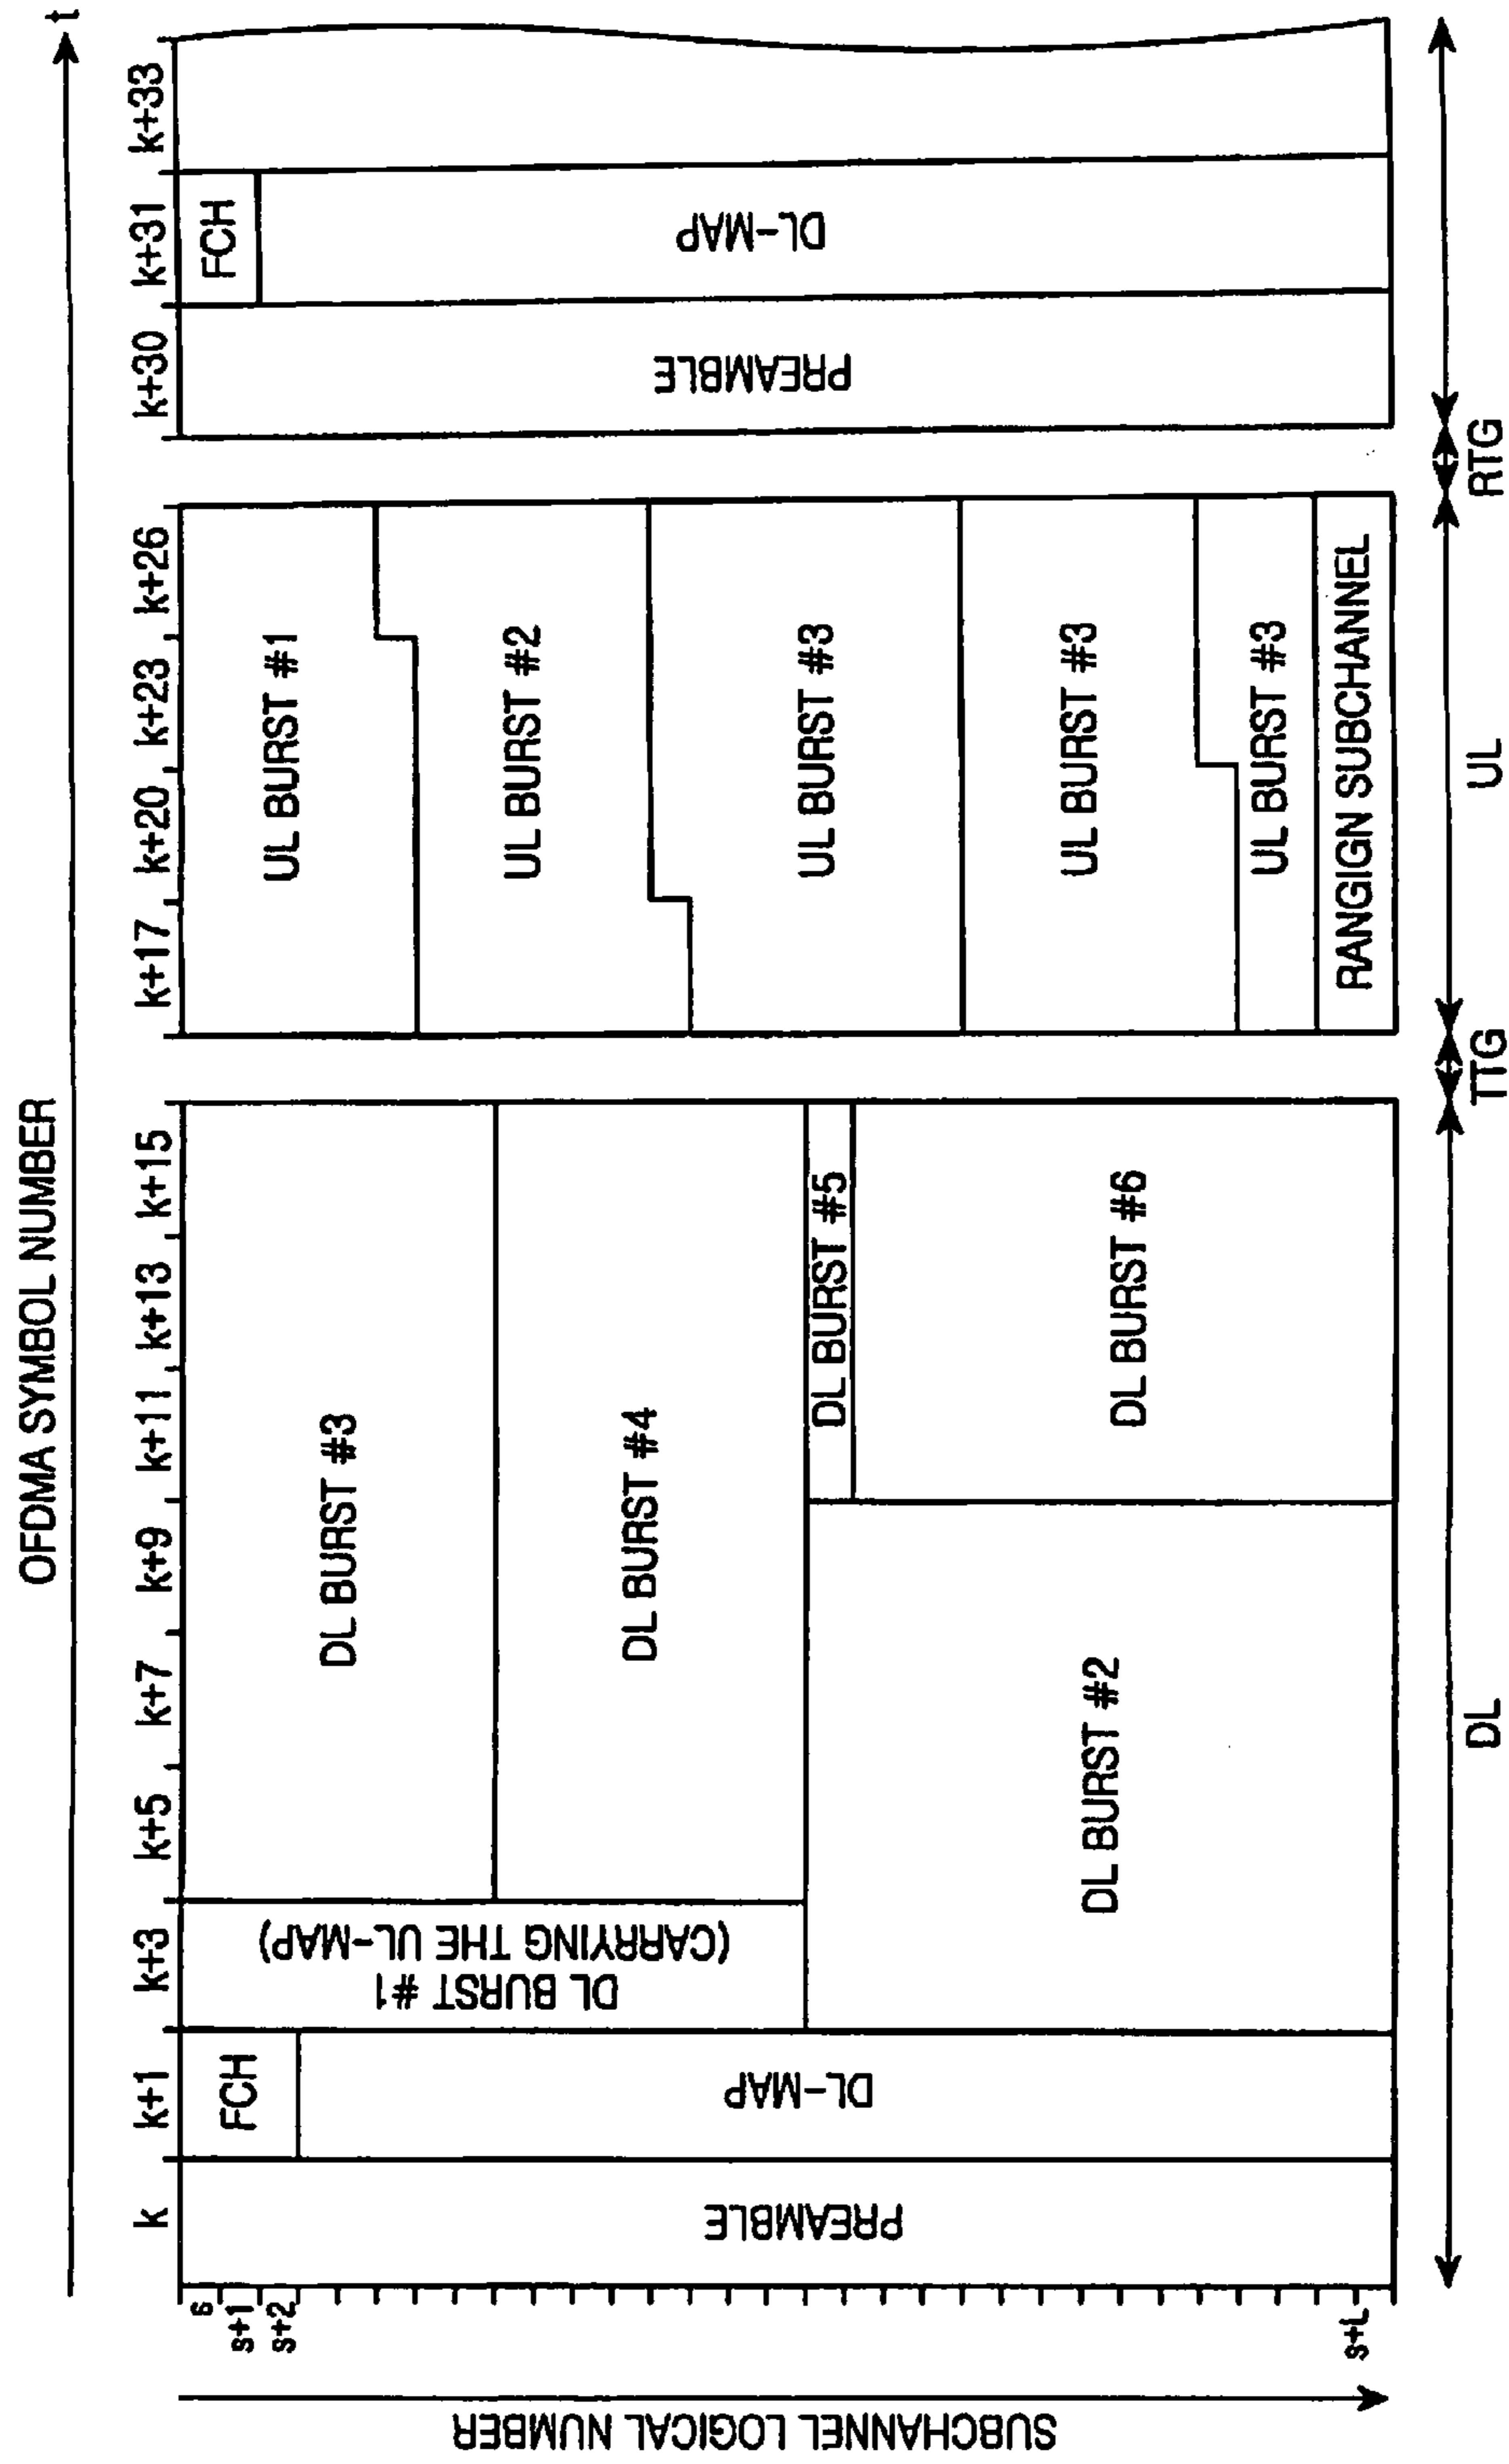 OFDMA SYMBOL NUMBER
t
k
k+1
k+3
k+5
k+7
k+9
k+11
k+13
k+15
k+17
k+20
k+23
k+26
k+30
k+31
k+33
SUBCHANNEL LOGICAL NUMBER
s
s+1
s+2
s+L
PREAMBLE
FCH
DL-MAP
DL BURST #1
(CARRYING THE UL-MAP)
DL BURST #3
DL BURST #4
DL BURST #2
DL BURST #5
DL BURST #6
UL BURST #1
UL BURST #2
UL BURST #3
UL BURST #3
UL BURST #3
RANGIGN SUBCHANNEL
PREAMBLE
FCH
DL-MAP
DL
TTG
UL
RTG